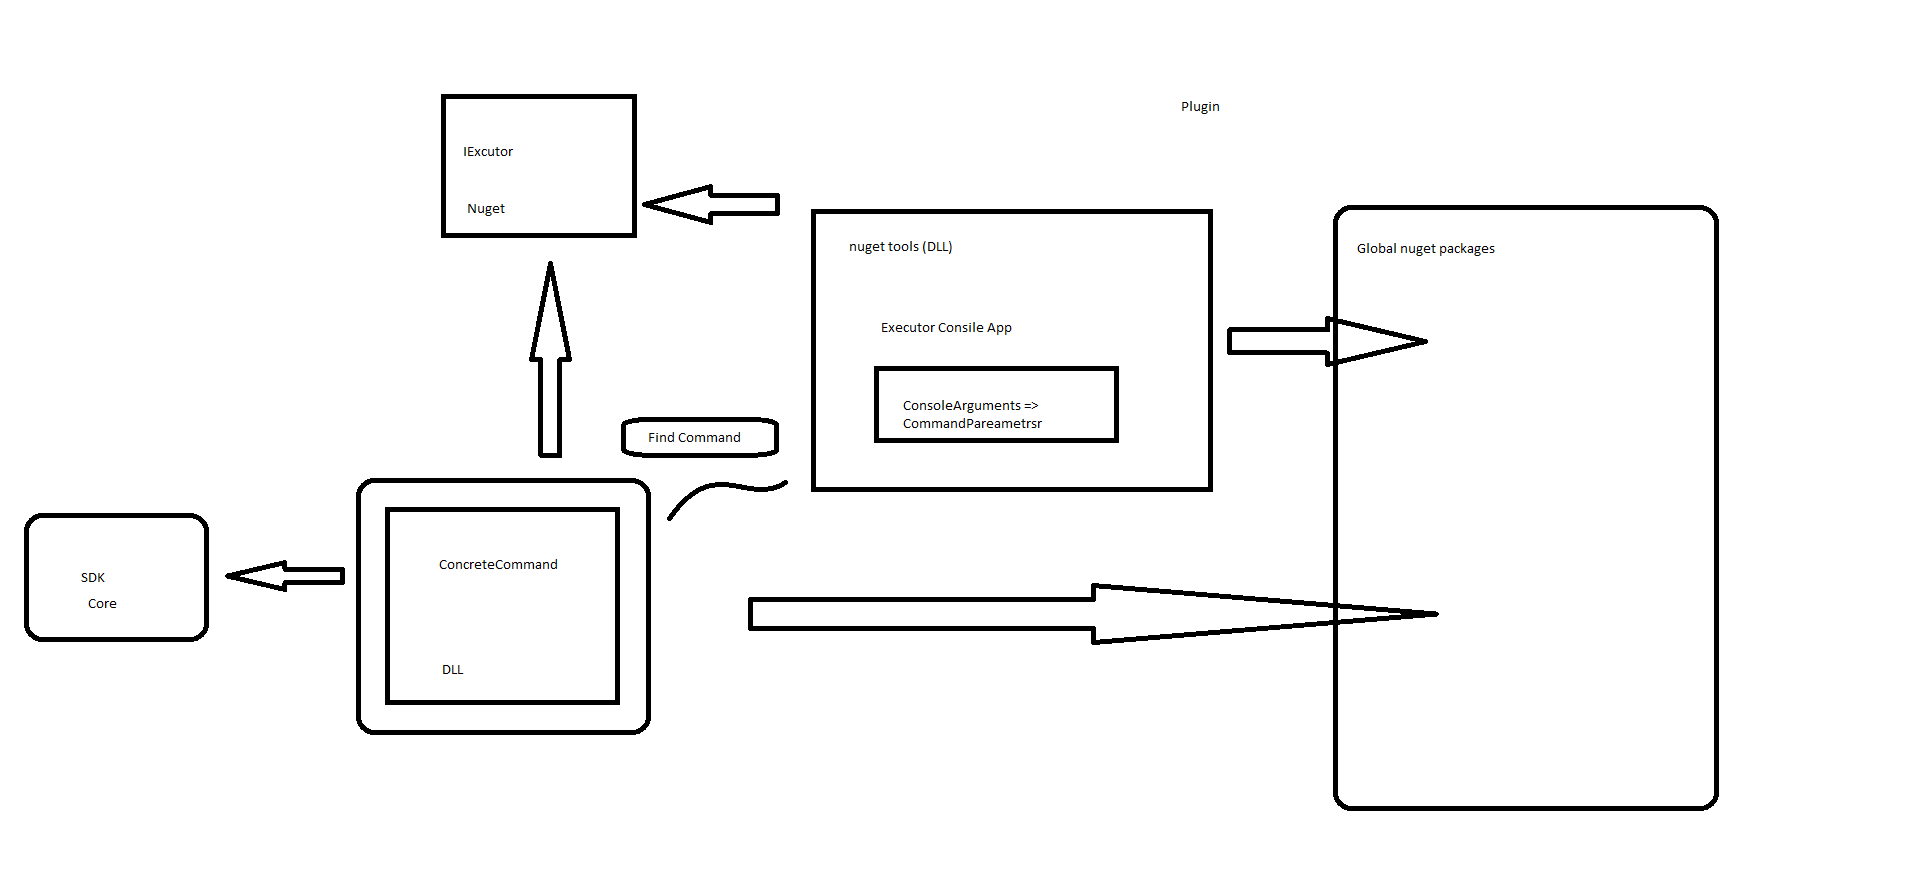 Plugin
IExcutor
Nuget
nuget tools (DLL)
Global nuget packages
Executor Consile App
ConsoleArguments =>
CommandPareametrsr
Find Command
ConcreteCommand
SDK
Core
DLL